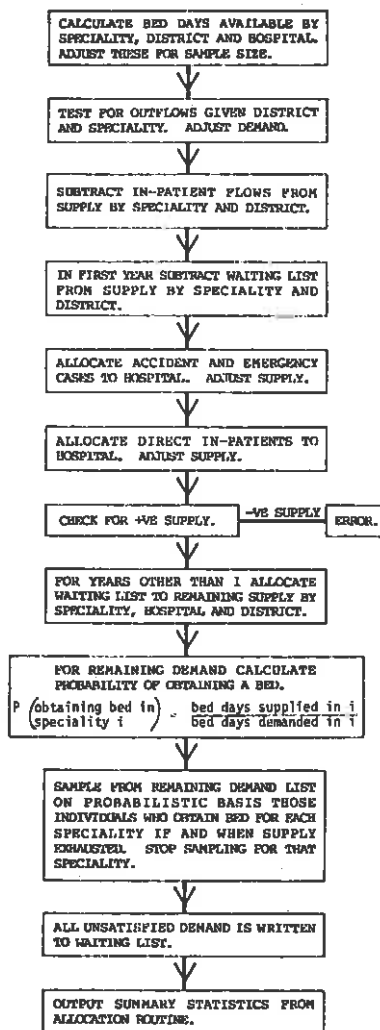 CALCULATE BED DAYS AVAILABLE BY
SPECIALITY, DISTRICT AND HOSPITAL.
ADJUST THESE FOR SAMPLE SIZE.
TEST FOR OUTFLOWS GIVEN DISTRICT
AND SPECIALITY. ADJUST DEMAND.
SUBTRACT IN-PATIENT FLOWS FROM
SUPPLY BY SPECIALITY AND DISTRICT.
IN FIRST YEAR SUBTRACT WAITING LIST
FROM SUPPLY BY SPECIALITY AND
DISTRICT.
ALLOCATE ACCIDENT AND EMERGENCY
CASES TO HOSPITAL. ADJUST SUPPLY.
ALLOCATE DIRECT IN-PATIENTS TO
HOSPITAL. ADJUST SUPPLY.
CHECK FOR +VE SUPPLY. -VE SUPPLY ERROR.
FOR YEARS OTHER THAN 1 ALLOCATE
WAITING LIST TO REMAINING SUPPLY BY
SPECIALITY, HOSPITAL AND DISTRICT.
FOR REMAINING DEMAND CALCULATE
PROBABILITY OF OBTAINING A BED.
P (obtaining bed in) = bed days supplied in i
(speciality i) bed days demanded in i
SAMPLE FROM REMAINING DEMAND LIST
ON PROBABILISTIC BASIS THOSE
INDIVIDUALS WHO OBTAIN BED FOR EACH
SPECIALITY IF AND WHEN SUPPLY
EXHAUSTED. STOP SAMPLING FOR THAT
SPECIALITY.
ALL UNSATISFIED DEMAND IS WRITTEN
TO WAITING LIST.
OUTPUT SUMMARY STATISTICS FROM
ALLOCATION ROUTINE.